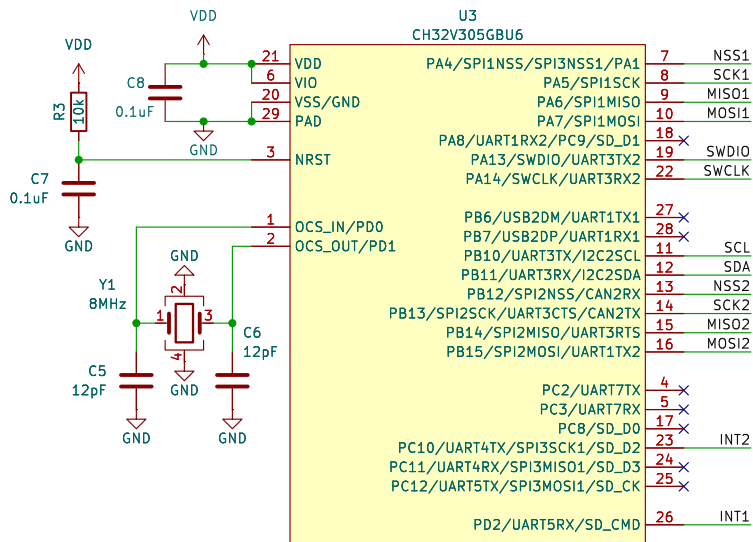 U3
CH32V305GBU6
VDD
VDD
R3
10k
C8
0.1uF
GND
C7
0.1uF
GND
21 VDD
6 VIO
20 VSS/GND
29 PAD
3 NRST
1 OCS_IN/PD0
2 OCS_OUT/PD1
GND
Y1
8MHz
2
1
3
4
GND
C5
12pF
GND
C6
12pF
GND
PA4/SPI1NSS/SPI3NSS1/PA1 7 NSS1
PA5/SPI1SCK 8 SCK1
PA6/SPI1MISO 9 MISO1
PA7/SPI1MOSI 10 MOSI1
PA8/UART1RX2/PC9/SD_D1 18
PA13/SWDIO/UART3TX2 19 SWDIO
PA14/SWCLK/UART3RX2 22 SWCLK
PB6/USB2DM/UART1TX1 27
PB7/USB2DP/UART1RX1 28
PB10/UART3TX/I2C2SCL 11 SCL
PB11/UART3RX/I2C2SDA 12 SDA
PB12/SPI2NSS/CAN2RX 13 NSS2
PB13/SPI2SCK/UART3CTS/CAN2TX 14 SCK2
PB14/SPI2MISO/UART3RTS 15 MISO2
PB15/SPI2MOSI/UART1TX2 16 MOSI2
PC2/UART7TX 4
PC3/UART7RX 5
PC8/SD_D0 17
PC10/UART4TX/SPI3SCK1/SD_D2 23 INT2
PC11/UART4RX/SPI3MISO1/SD_D3 24
PC12/UART5TX/SPI3MOSI1/SD_CK 25
PD2/UART5RX/SD_CMD 26 INT1